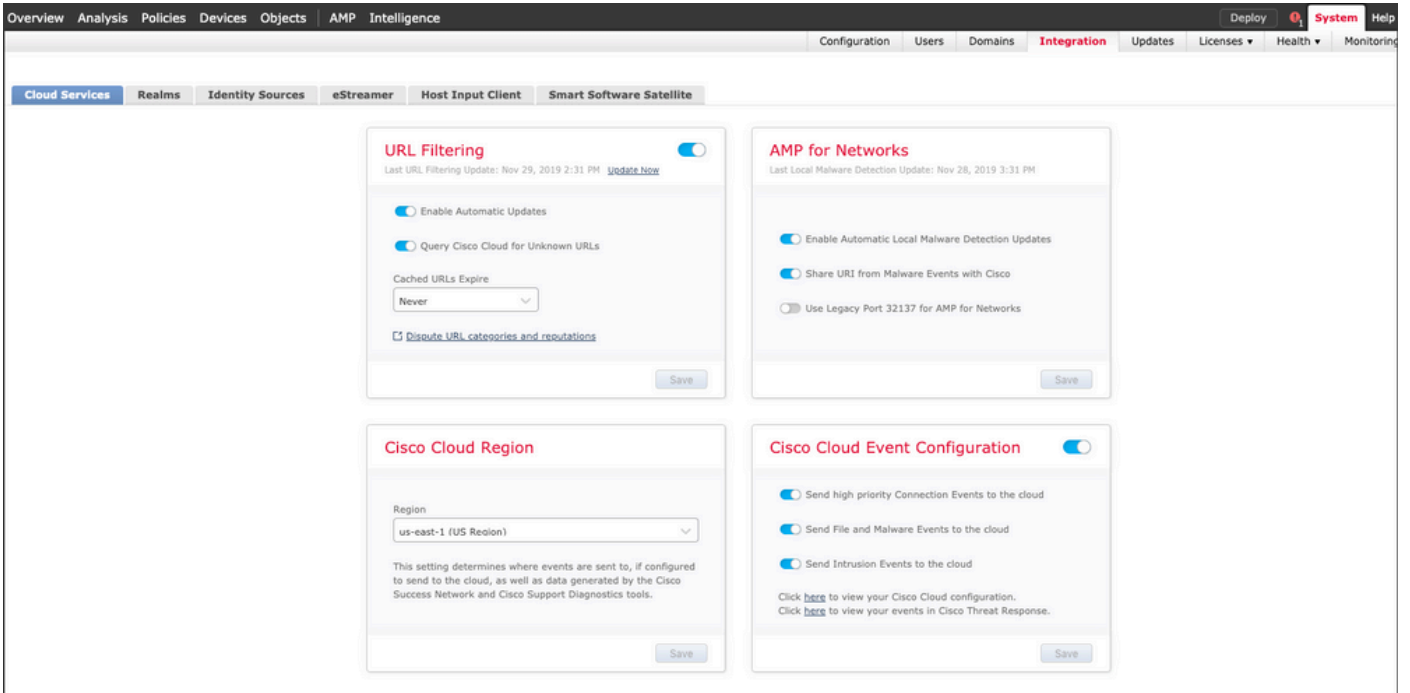 Overview Analysis Policies Devices Objects AMP Intelligence Deploy 1 System Help
Configuration Users Domains Integration Updates Licenses Health Monitoring
Cloud Services Realms Identity Sources eStreamer Host Input Client Smart Software Satellite
URL Filtering
Last URL Filtering Update: Nov 29, 2019 2:31 PM Update Now
Enable Automatic Updates
Query Cisco Cloud for Unknown URLs
Cached URLs Expire
Never
Dispute URL categories and reputations
Save
AMP for Networks
Last Local Malware Detection Update: Nov 28, 2019 3:31 PM
Enable Automatic Local Malware Detection Updates
Share URI from Malware Events with Cisco
Use Legacy Port 32137 for AMP for Networks
Save
Cisco Cloud Region
Region
us-east-1 (US Region)
This setting determines where events are sent to, if configured
to send to the cloud, as well as data generated by the Cisco
Success Network and Cisco Support Diagnostics tools.
Save
Cisco Cloud Event Configuration
Send high priority Connection Events to the cloud
Send File and Malware Events to the cloud
Send Intrusion Events to the cloud
Click here to view your Cisco Cloud configuration.
Click here to view your events in Cisco Threat Response.
Save